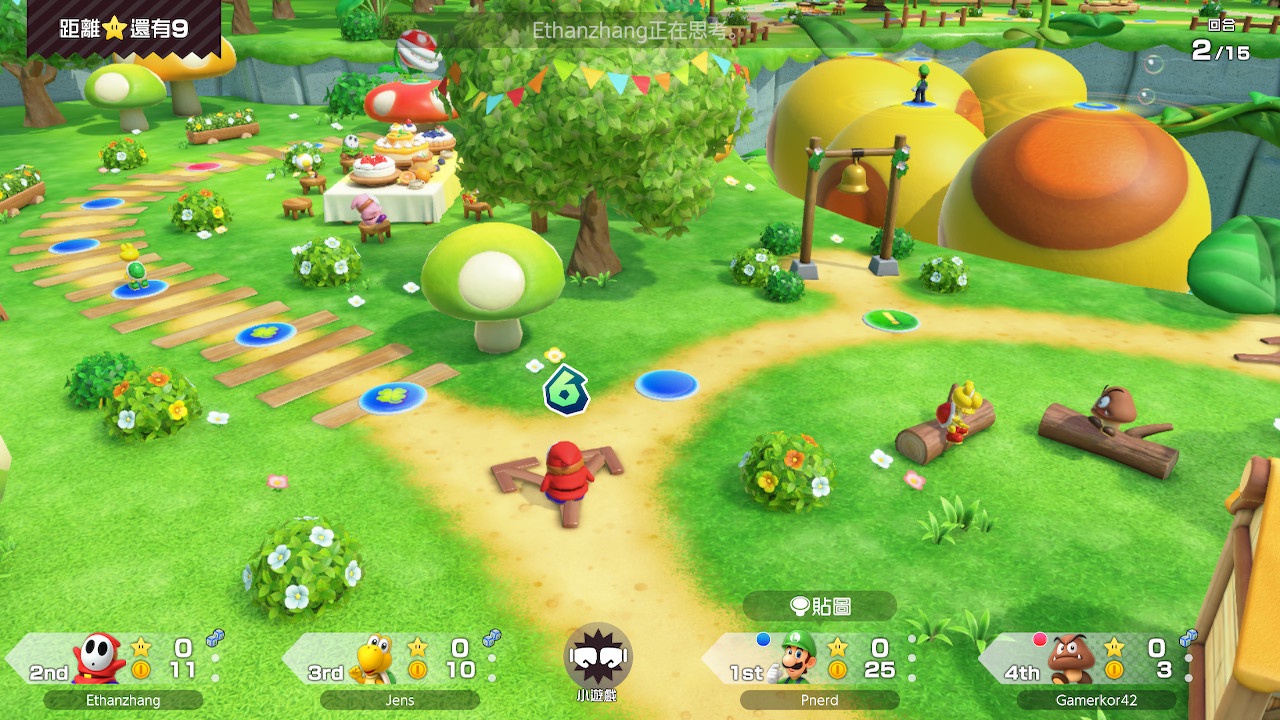 距離⭐還有9
Ethanzhang正在思考。
回合
2/15
6
貼圖
2nd 0 11
Ethanzhang
3rd 0 10
Jens
小遊戲
1st 0 25
Pnerd
4th 0 3
Gamerkor42